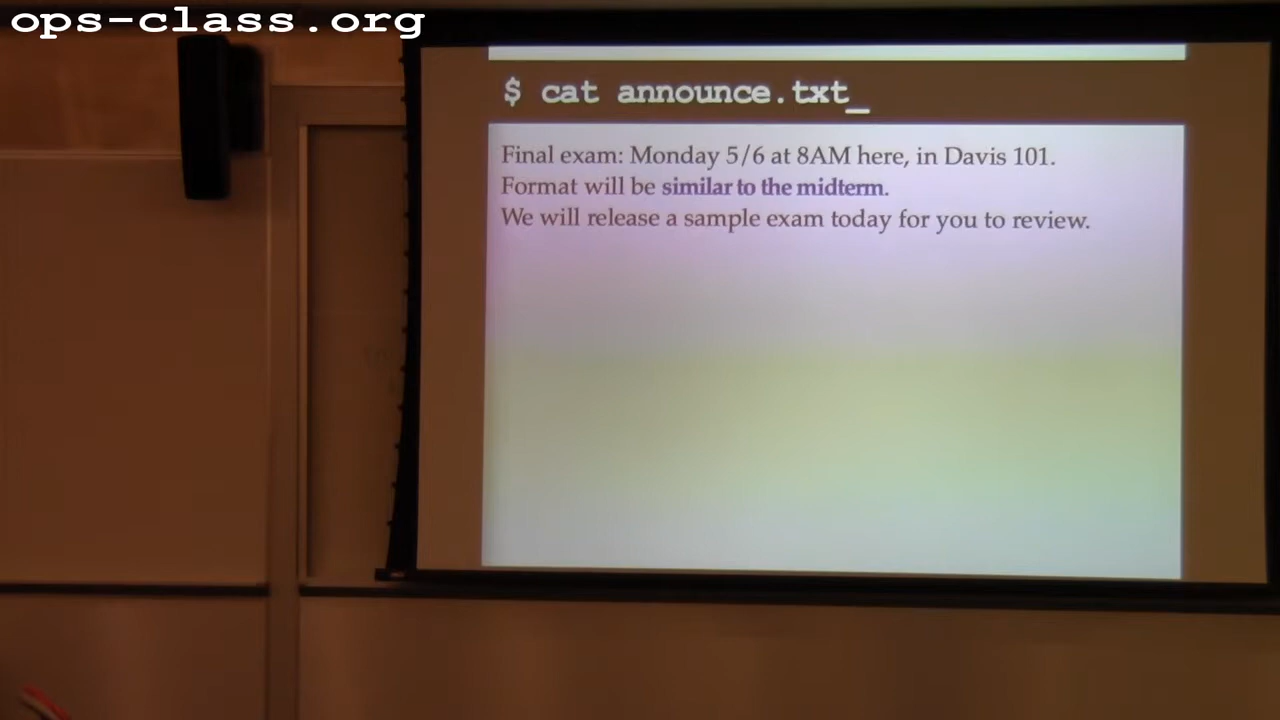 ops-class.org
$ cat announce.txt_
Final exam: Monday 5/6 at 8AM here, in Davis 101.
Format will be similar to the midterm.
We will release a sample exam today for you to review.